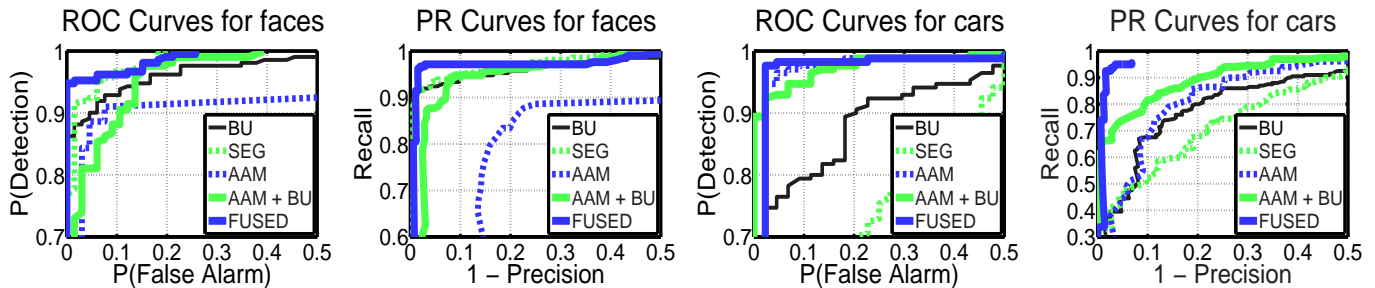 ROC Curves for faces
1
0.9
0.8
0.7
P(Detection)
BU
SEG
AAM
AAM + BU
FUSED
0 0.1 0.2 0.3 0.4 0.5
P(False Alarm)
PR Curves for faces
1
0.9
0.8
0.7
0.6
Recall
BU
SEG
AAM
AAM + BU
FUSED
0 0.1 0.2 0.3 0.4 0.5
1 − Precision
ROC Curves for cars
1
0.9
0.8
0.7
P(Detection)
BU
SEG
AAM
AAM + BU
FUSED
0 0.1 0.2 0.3 0.4 0.5
P(False Alarm)
PR Curves for cars
1
0.9
0.8
0.7
0.6
0.5
0.4
0.3
Recall
BU
SEG
AAM
AAM + BU
FUSED
0 0.1 0.2 0.3 0.4 0.5
1 − Precision